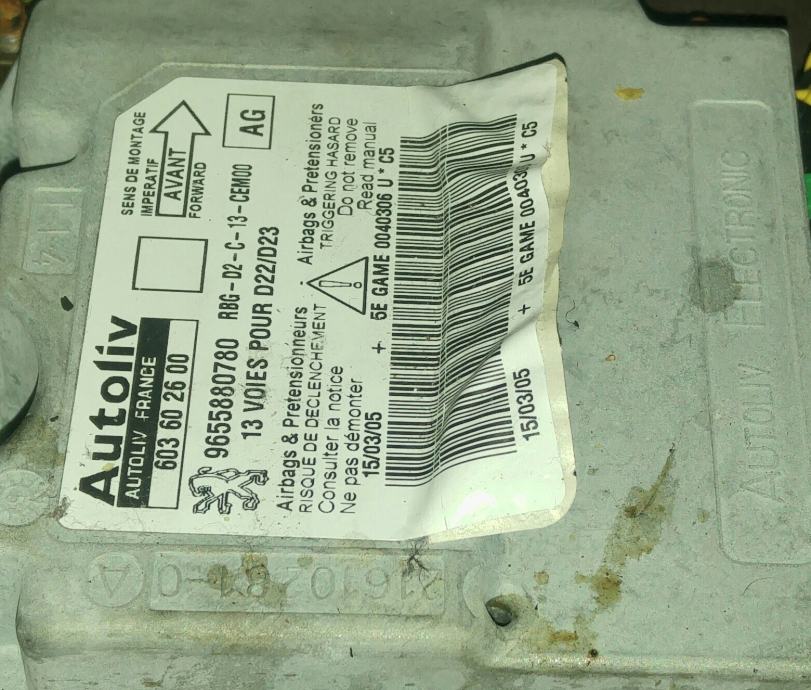 Autoliv
AUTOLIV FRANCE
603 60 26 00
SENS DE MONTAGE
IMPERATIF
AVANT
FORWARD
AG
9655880780 RBG-D2-C-13-CEM00
13 VOIES POUR D22/D23
Airbags & Prétensionneurs
RISQUE DE DECLENCHEMENT
Consulter la notice
Ne pas démonter
Airbags & Pretensionérs
TRIGGERING HASARD
Do not remove
Read manual
15/03/05 + 5E GAME 0040306 U * C5
15/03/05 + 5E GAME 004030 U * C5
AUTOLIV ELECTRONIC